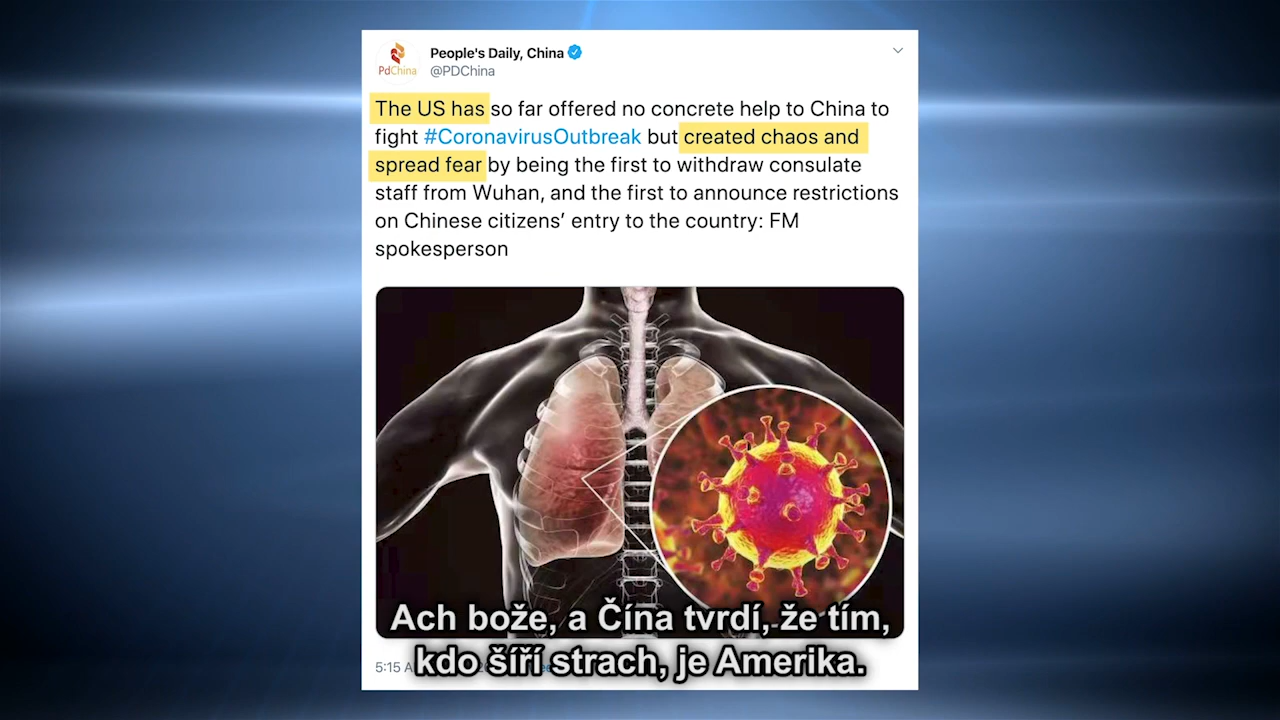 People's Daily, China
PdChina
@PDChina
The US has so far offered no concrete help to China to
fight #CoronavirusOutbreak but created chaos and
spread fear by being the first to withdraw consulate
staff from Wuhan, and the first to announce restrictions
on Chinese citizens’ entry to the country: FM
spokesperson
Ach bože, a Čína tvrdí, že tím,
5:15 A
kdo šíří strach, je Amerika.